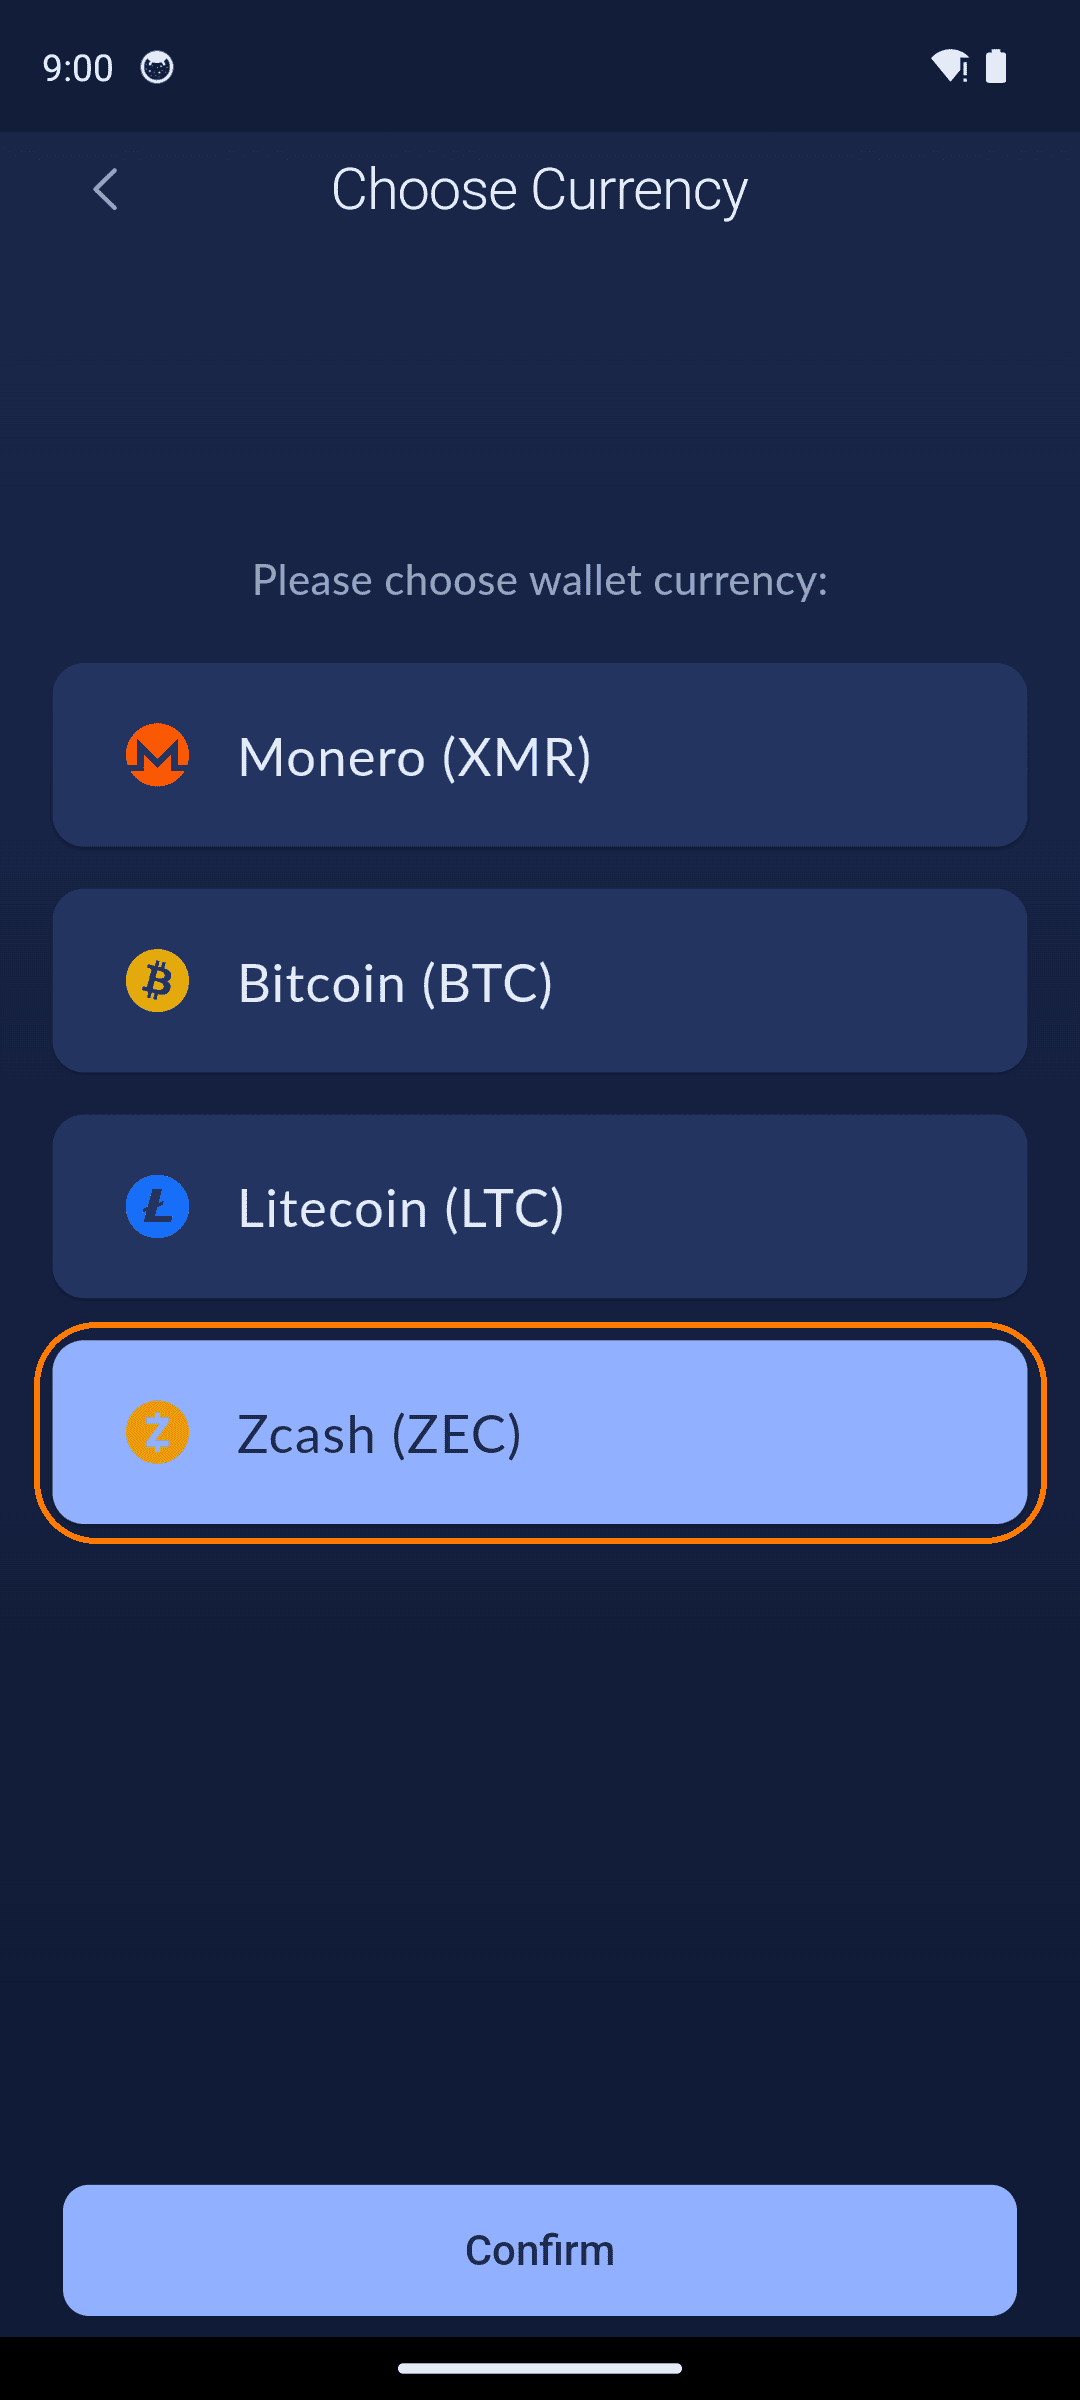 9:00
Choose Currency
Please choose wallet currency:
Monero (XMR)
Bitcoin (BTC)
Litecoin (LTC)
Zcash (ZEC)
Confirm